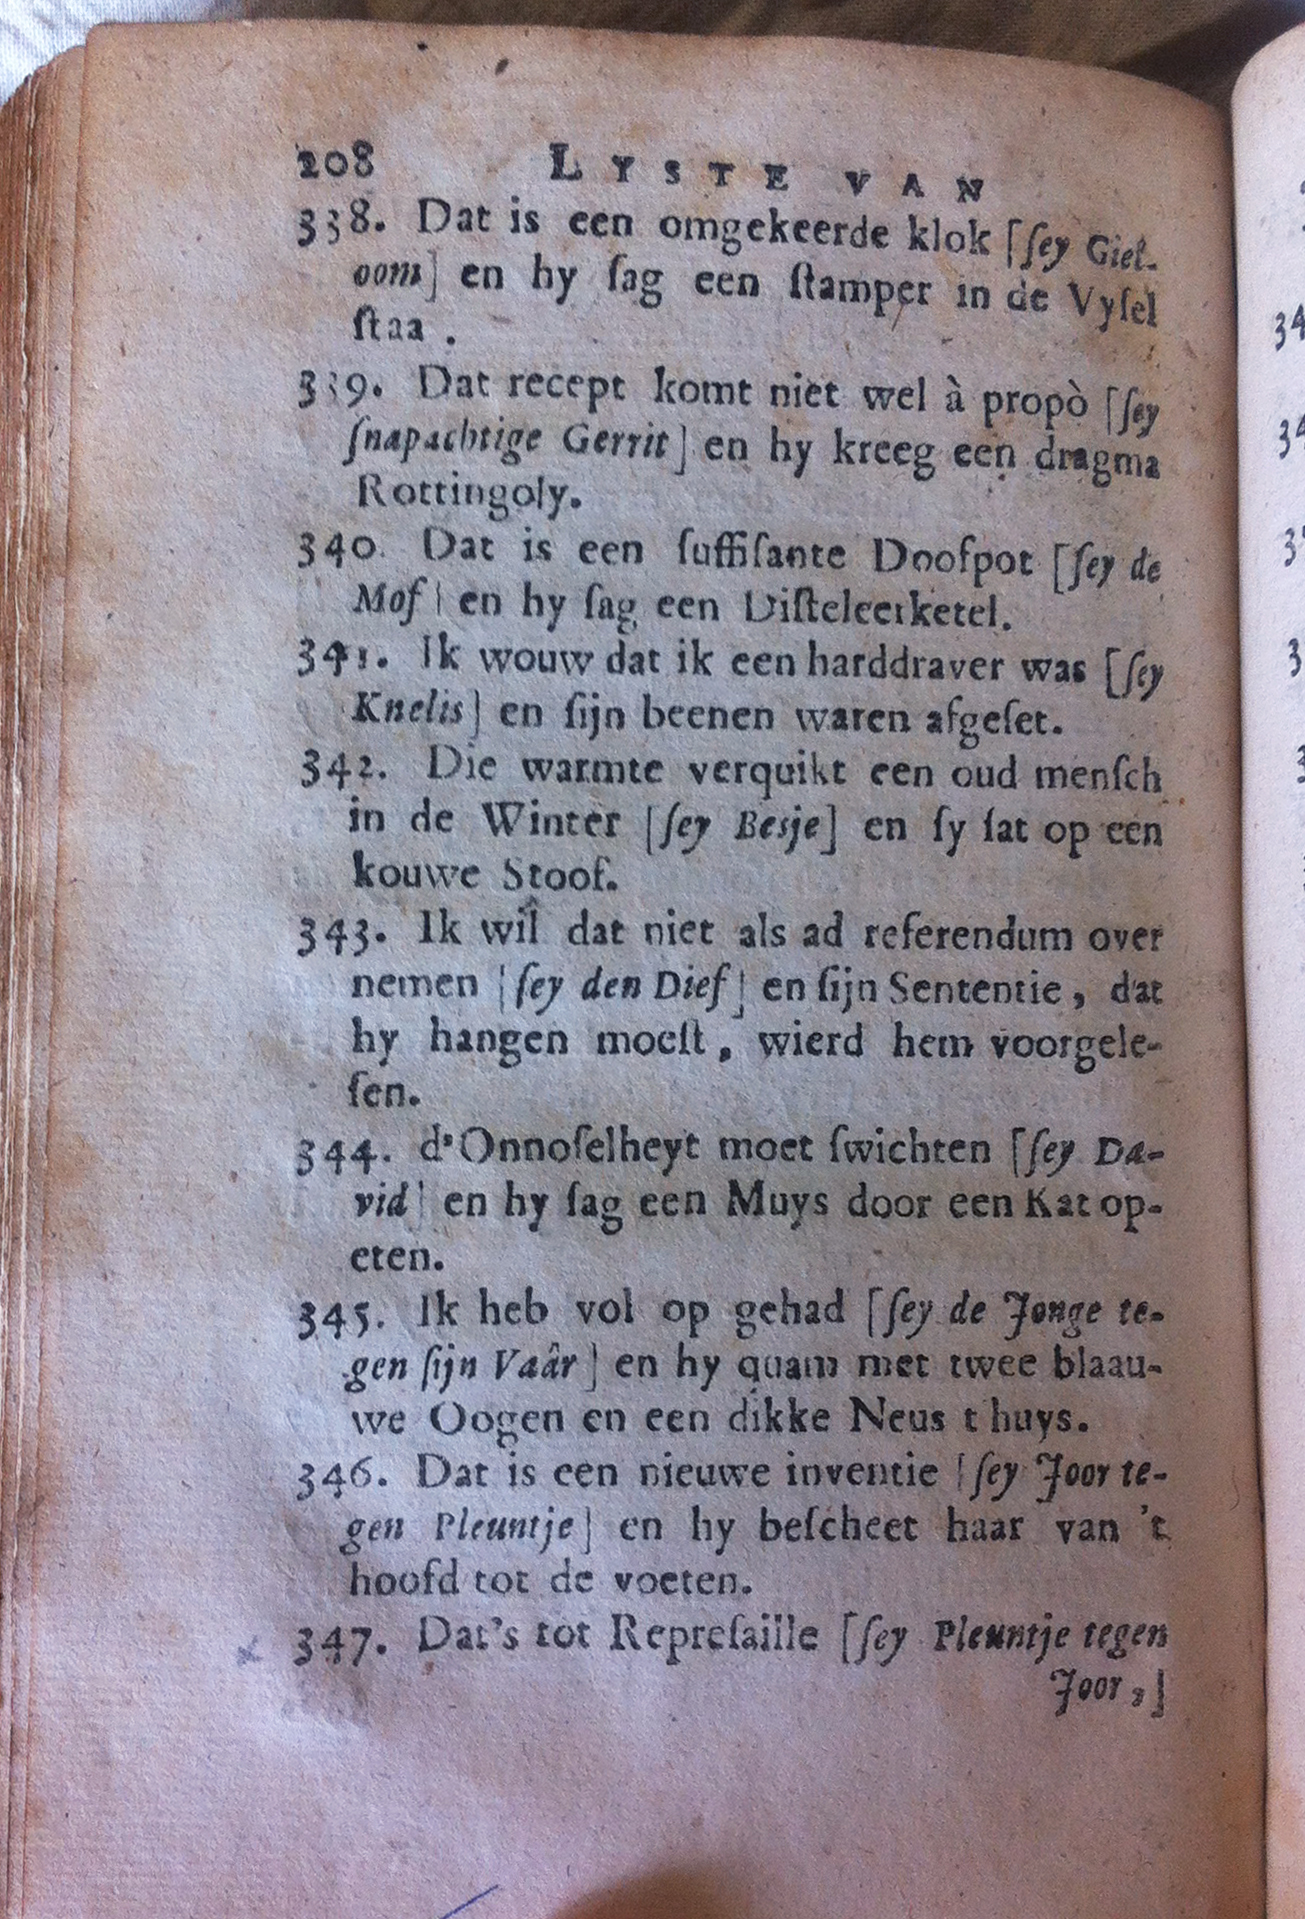 208 LYSTE VAN
338. Dat is een omgekeerde klok [ſey Giel-
oom] en hy ſag een ſtamper in de Vyſel
ſtaa.
339. Dat recept komt niet wel à propò [ſey
ſnapachtige Gerrit] en hy kreeg een dragma
Rottingoly.
340. Dat is een ſuffiſante Doofpot [ſey de
Mof] en hy ſag een Diſteleerketel.
341. Ik wouw dat ik een harddraver was [ſey
Knelis] en ſijn beenen waren afgeſet.
342. Die warmte verquikt een oud menſch
in de Winter [ſey Besje] en ſy ſat op een
kouwe Stoof.
343. Ik wil dat niet als ad referendum over
nemen [ſey den Dief] en ſijn Sententie, dat
hy hangen moeſt, wierd hem voorgele-
ſen.
344. d'Onnoſelheyt moet ſwichten [ſey Da-
vid] en hy ſag een Muys door een Kat op-
eten.
345. Ik heb vol op gehad [ſey de Jonge te-
gen ſijn Vaâr] en hy quam met twee blaau-
we Oogen en een dikke Neus t huys.
346. Dat is een nieuwe inventie [ſey Joor te-
gen Pleuntje] en hy beſcheet haar van 't
hoofd tot de voeten.
347. Dat's tot Repreſaille [ſey Pleuntje tegen
Joor,]